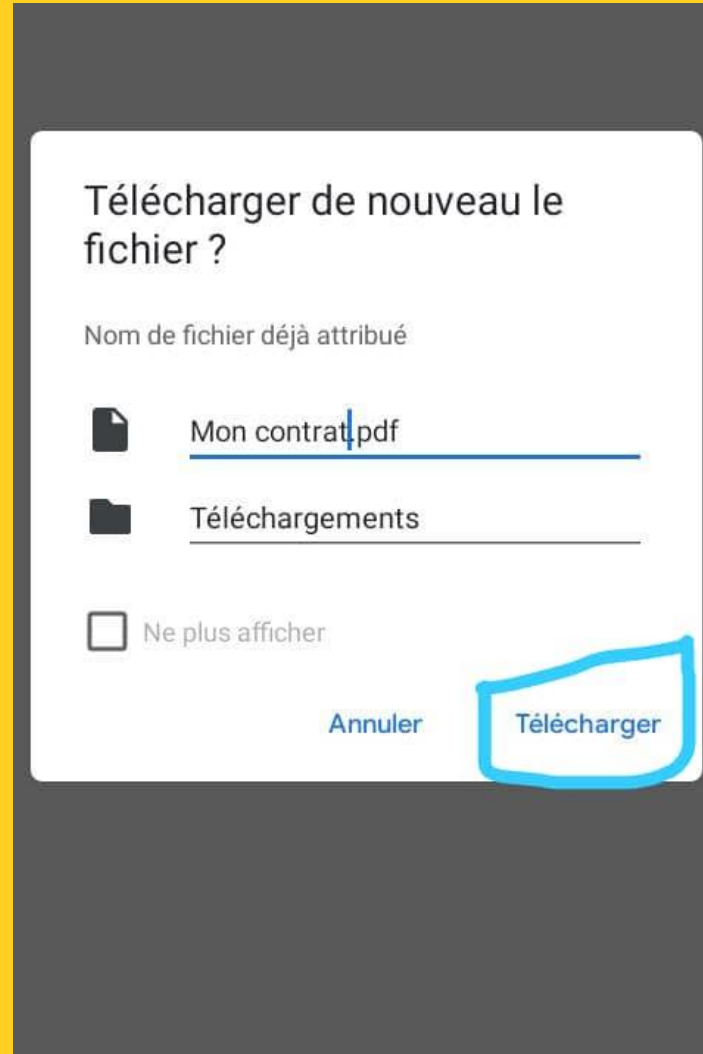 Télécharger de nouveau le
fichier ?
Nom de fichier déjà attribué
Mon contrat.pdf
Téléchargements
Ne plus afficher
Annuler
Télécharger